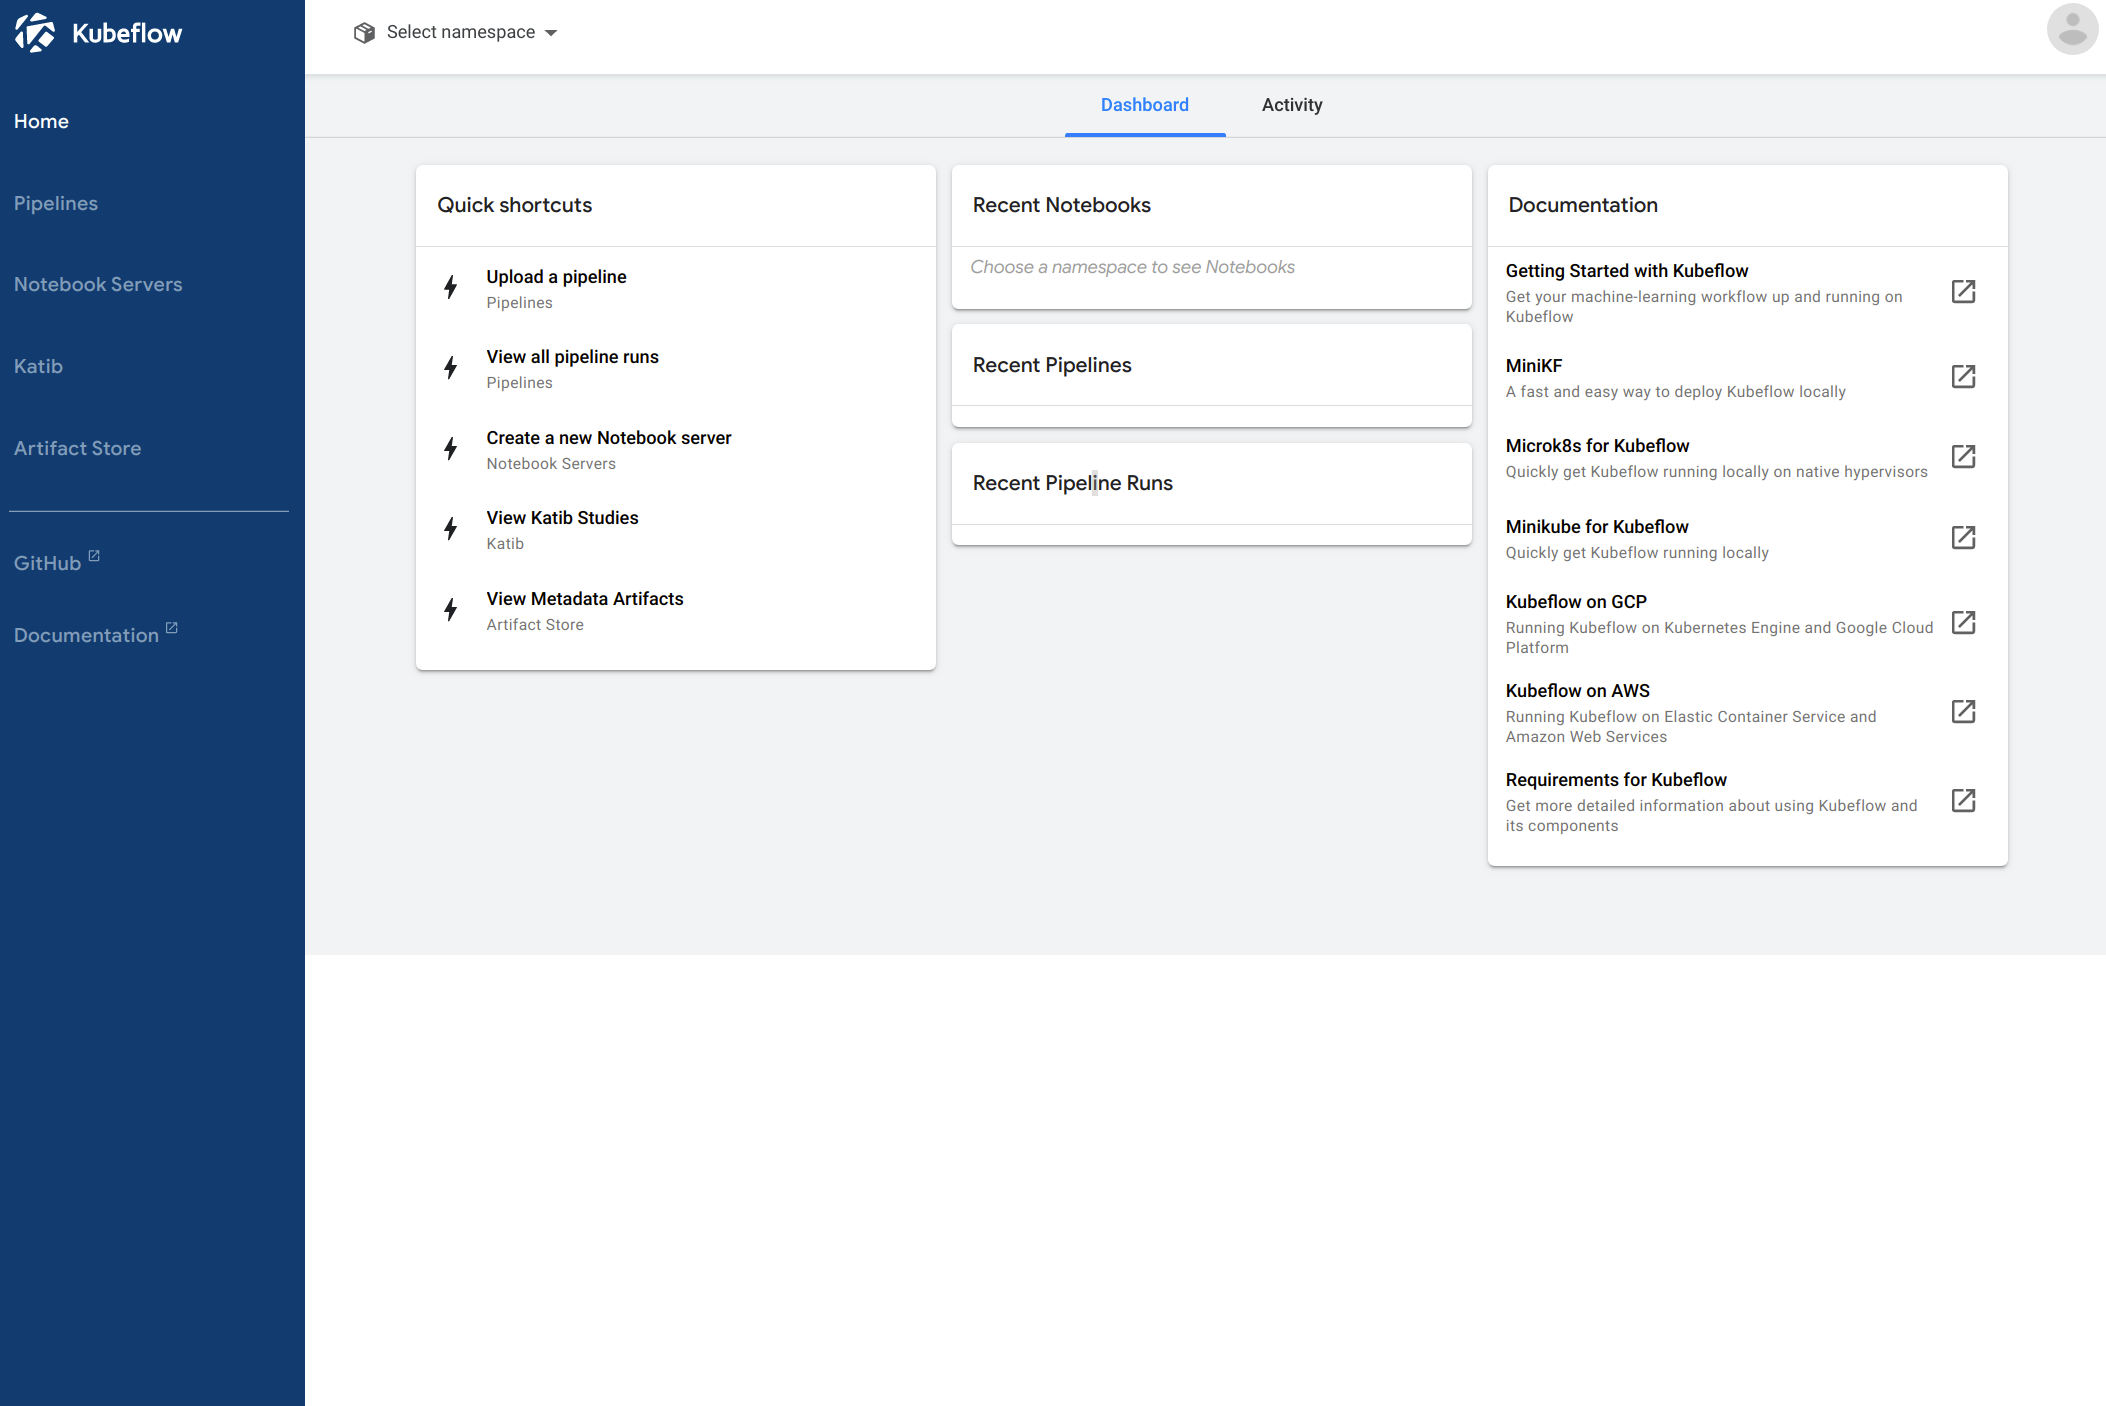 Kubeflow
Home
Pipelines
Notebook Servers
Katib
Artifact Store
GitHub
Documentation
Select namespace
Dashboard
Activity
Quick shortcuts
Upload a pipeline
Pipelines
View all pipeline runs
Pipelines
Create a new Notebook server
Notebook Servers
View Katib Studies
Katib
View Metadata Artifacts
Artifact Store
Recent Notebooks
Choose a namespace to see Notebooks
Recent Pipelines
Recent Pipeline Runs
Documentation
Getting Started with Kubeflow
Get your machine-learning workflow up and running on
Kubeflow
MiniKF
A fast and easy way to deploy Kubeflow locally
Microk8s for Kubeflow
Quickly get Kubeflow running locally on native hypervisors
Minikube for Kubeflow
Quickly get Kubeflow running locally
Kubeflow on GCP
Running Kubeflow on Kubernetes Engine and Google Cloud
Platform
Kubeflow on AWS
Running Kubeflow on Elastic Container Service and
Amazon Web Services
Requirements for Kubeflow
Get more detailed information about using Kubeflow and
its components